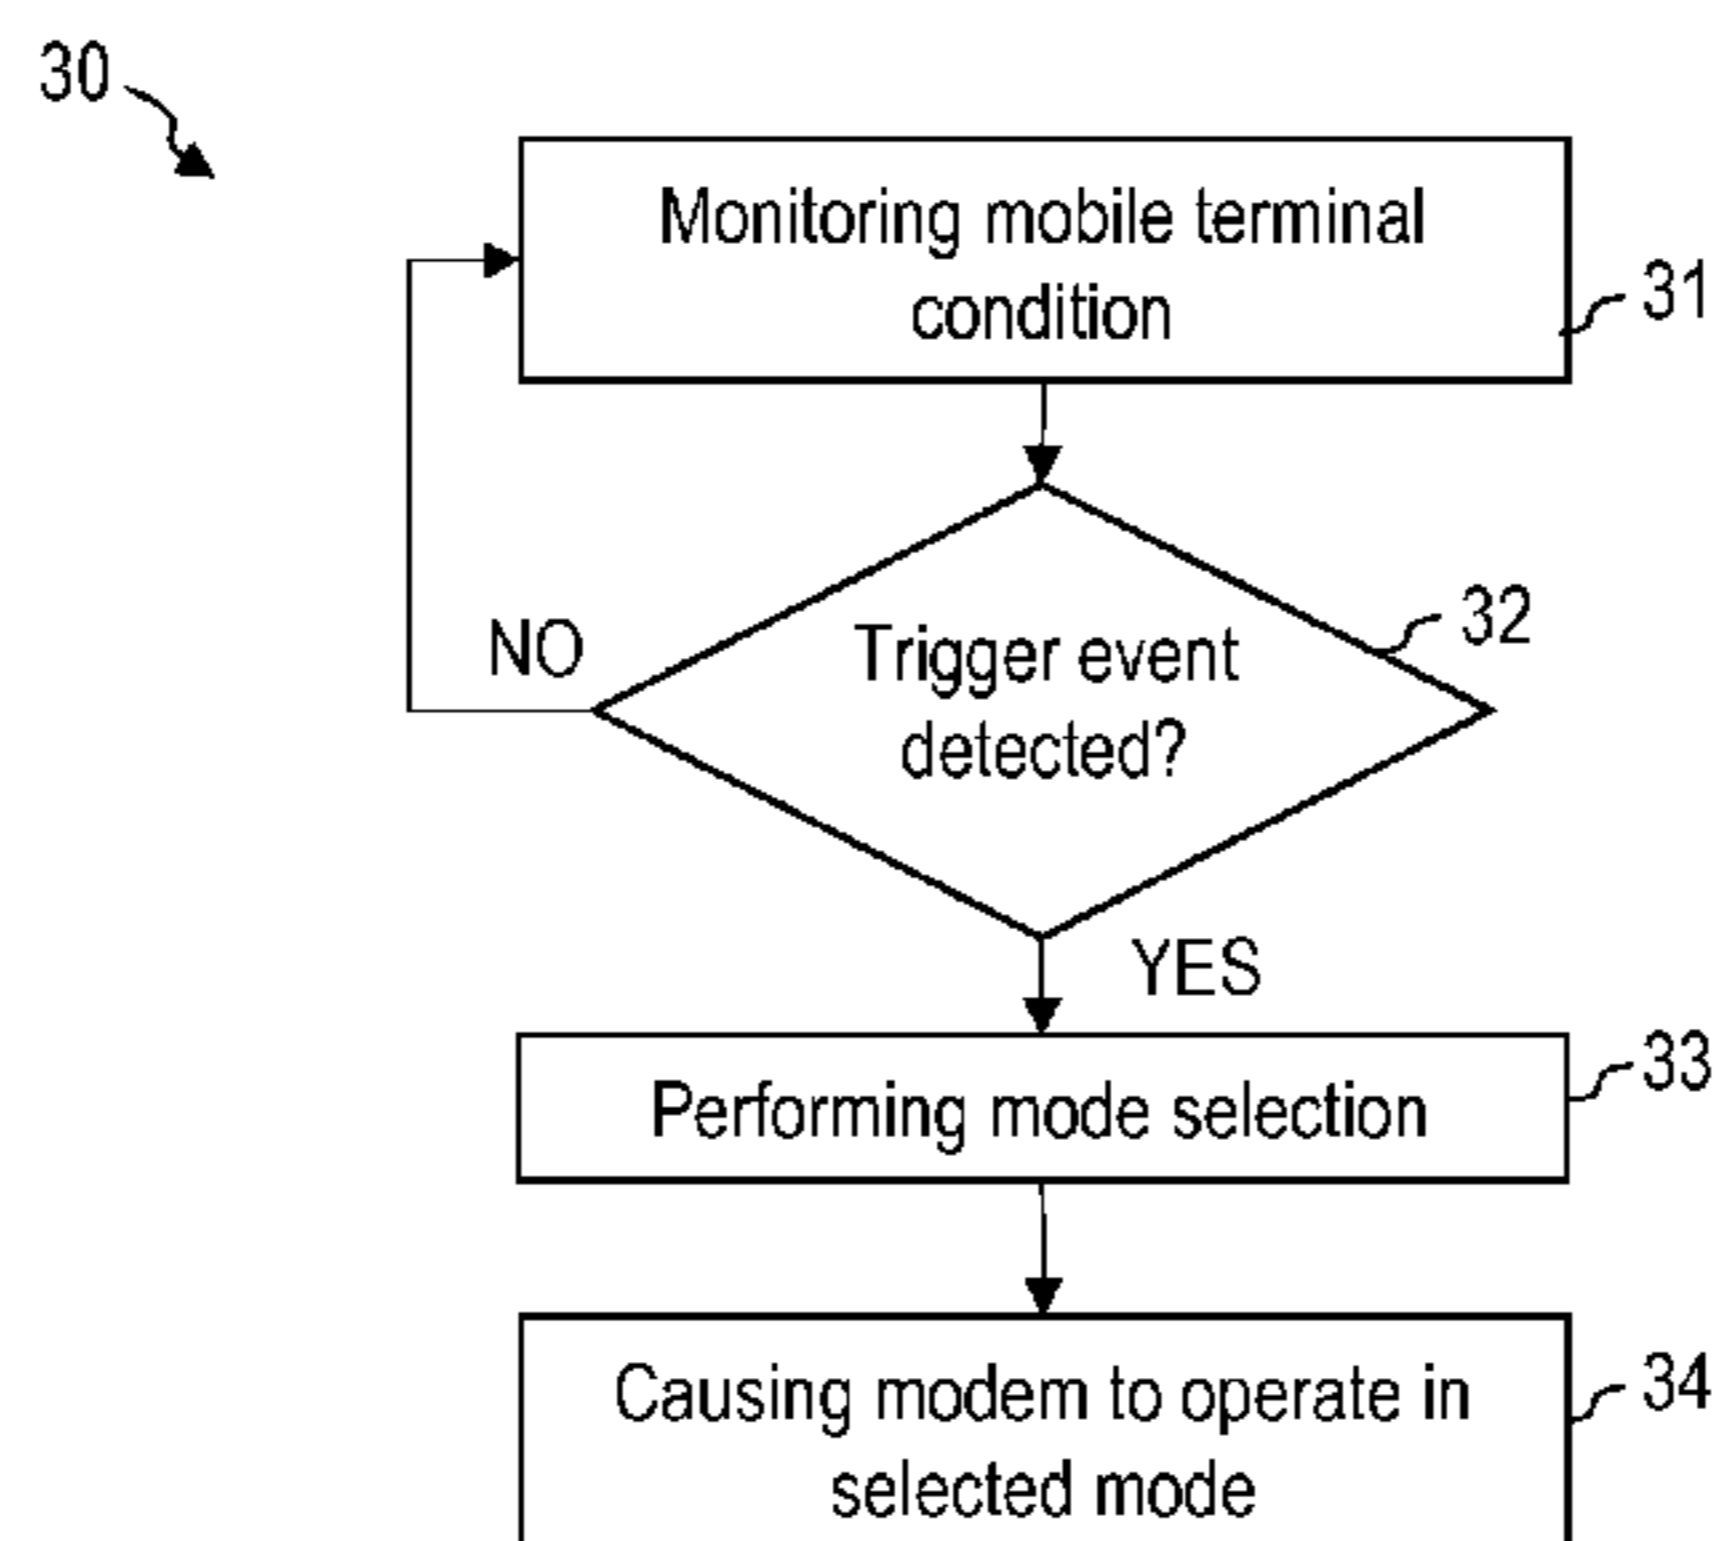 30
Monitoring mobile terminal
condition
31
Trigger event
detected?
32
NO
YES
Performing mode selection
33
Causing modem to operate in
selected mode
34